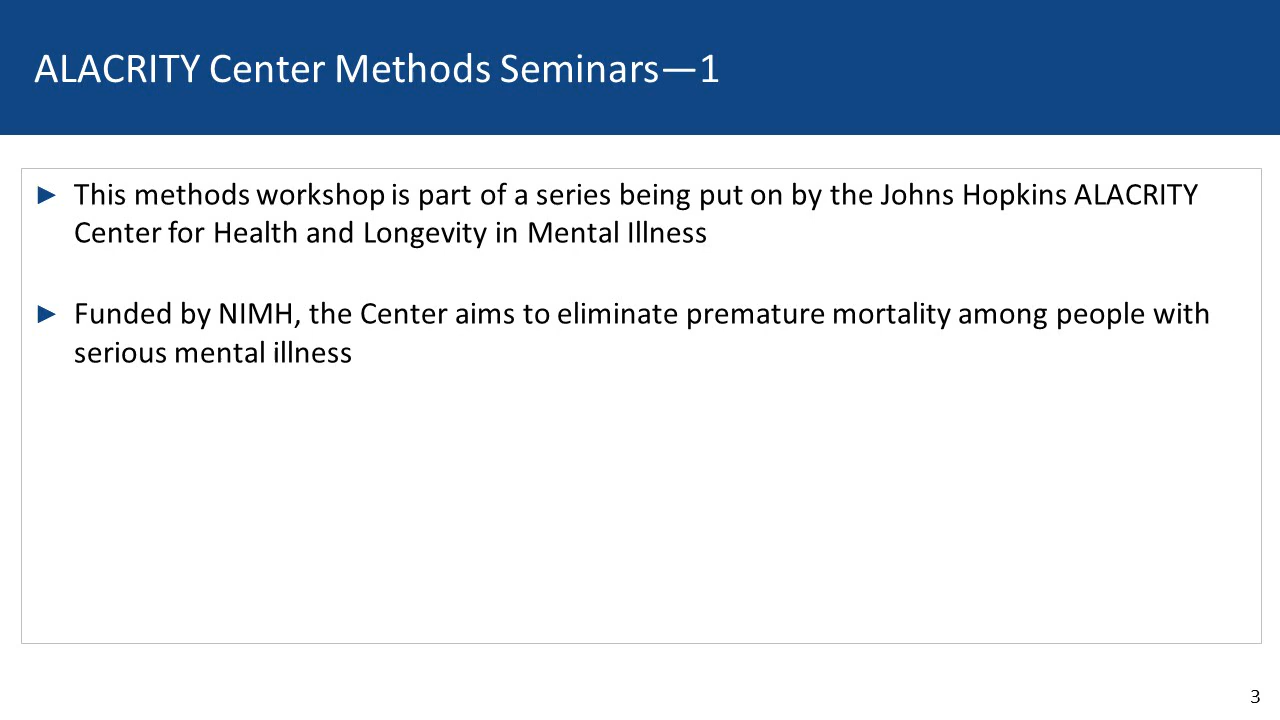 ALACRITY Center Methods Seminars—1
► This methods workshop is part of a series being put on by the Johns Hopkins ALACRITY
Center for Health and Longevity in Mental Illness
► Funded by NIMH, the Center aims to eliminate premature mortality among people with
serious mental illness
3